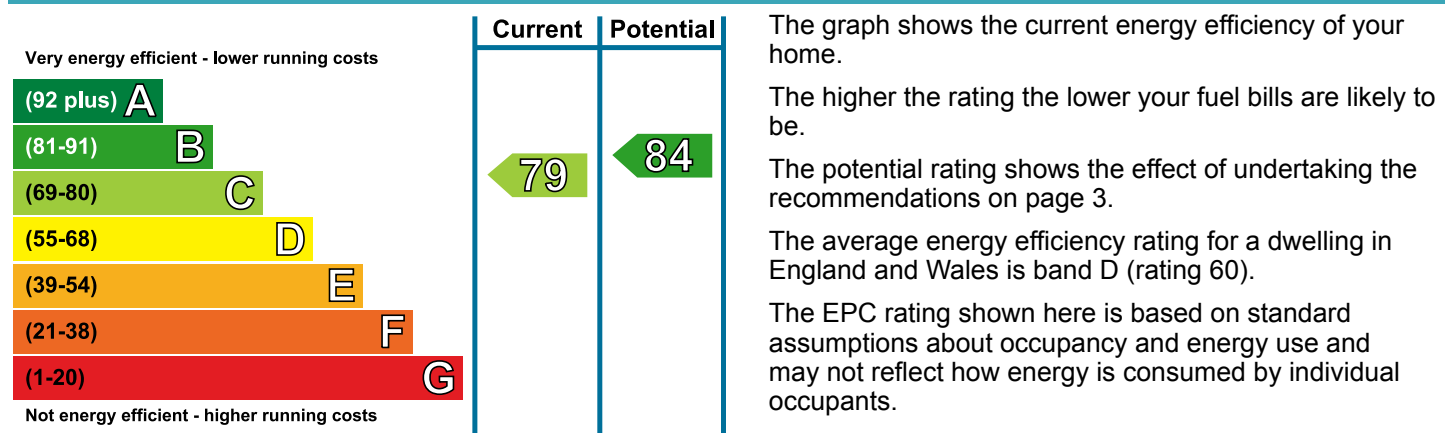 Current Potential
Very energy efficient - lower running costs
(92 plus) A
(81-91) B
(69-80) C
(55-68) D
(39-54) E
(21-38) F
(1-20) G
Not energy efficient - higher running costs
79
84
The graph shows the current energy efficiency of your
home.
The higher the rating the lower your fuel bills are likely to
be.
The potential rating shows the effect of undertaking the
recommendations on page 3.
The average energy efficiency rating for a dwelling in
England and Wales is band D (rating 60).
The EPC rating shown here is based on standard
assumptions about occupancy and energy use and
may not reflect how energy is consumed by individual
occupants.